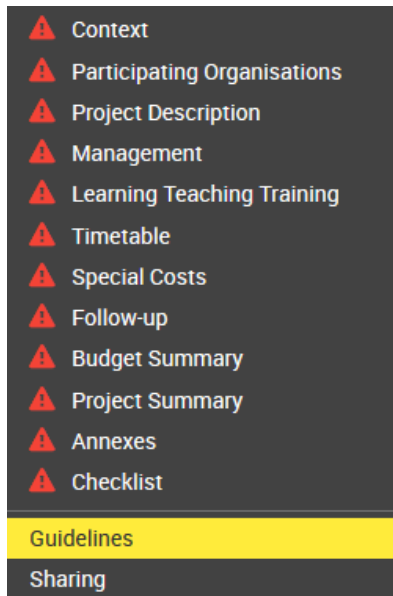 Context
Participating Organisations
Project Description
Management
Learning Teaching Training
Timetable
Special Costs
Follow-up
Budget Summary
Project Summary
Annexes
Checklist
Guidelines
Sharing